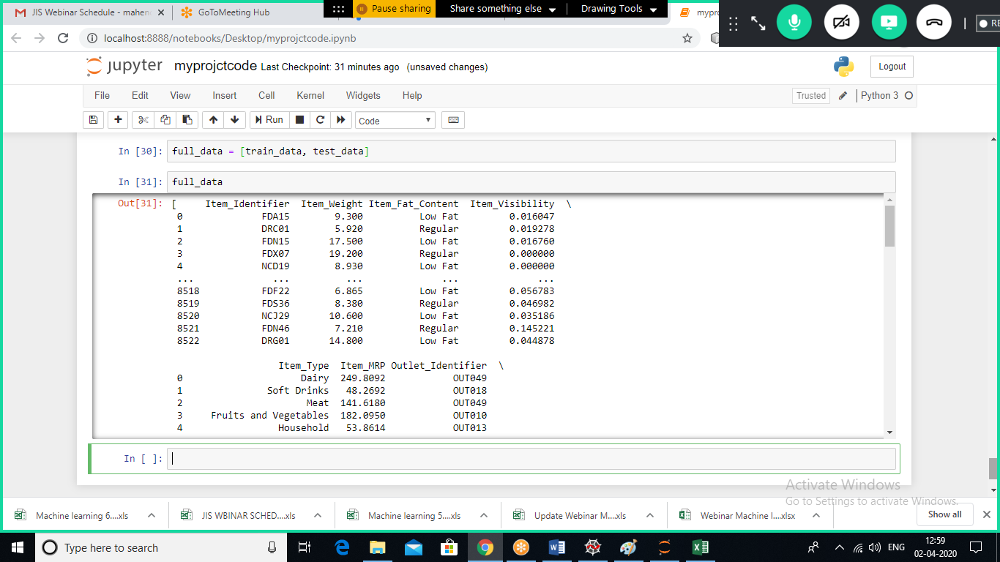 JIS Webinar Schedule - mahend
GoToMeeting Hub
Pause sharing
Share something else
Drawing Tools
myproj
localhost:8888/notebooks/Desktop/myprojctcode.ipynb
RE
jupyter myprojctcode Last Checkpoint: 31 minutes ago (unsaved changes)
Logout
File Edit View Insert Cell Kernel Widgets Help
Trusted Python 3
Run Code
In [30]: full_data = [train_data, test_data]
In [31]: full_data
Out[31]: [ Item_Identifier Item_Weight Item_Fat_Content Item_Visibility \
0 FDA15 9.300 Low Fat 0.016047
1 DRC01 5.920 Regular 0.019278
2 FDN15 17.500 Low Fat 0.016760
3 FDX07 19.200 Regular 0.000000
4 NCD19 8.930 Low Fat 0.000000
... ... ... ... ...
8518 FDF22 6.865 Low Fat 0.056783
8519 FDS36 8.380 Regular 0.046982
8520 NCJ29 10.600 Low Fat 0.035186
8521 FDN46 7.210 Regular 0.145221
8522 DRG01 14.800 Low Fat 0.044878
Item_Type Item_MRP Outlet_Identifier \
0 Dairy 249.8092 OUT049
1 Soft Drinks 48.2692 OUT018
2 Meat 141.6180 OUT049
3 Fruits and Vegetables 182.0950 OUT010
4 Household 53.8614 OUT013
In [ ]:
Activate Windows
Go to Settings to activate Windows.
Machine learning 6....xls
JIS WBINAR SCHED....xls
Machine learning 5....xls
Update Webinar M....xls
Webinar Machine l....xlsx
Show all
Type here to search
ENG
12:59
02-04-2020